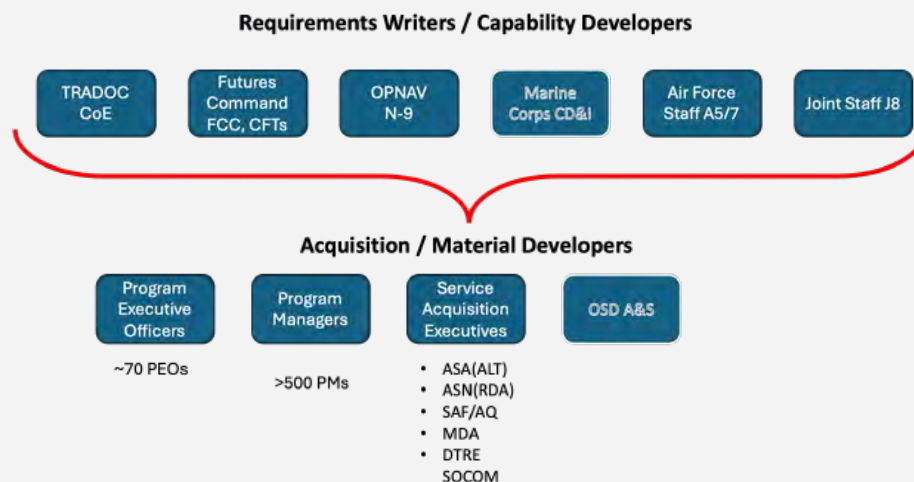 Requirements Writers / Capability Developers
TRADOC
CoE
Futures
Command
FCC, CFTs
OPNAV
N-9
Marine
Corps CD&I
Air Force
Staff A5/7
Joint Staff J8
Acquisition / Material Developers
Program
Executive
Officers
Program
Managers
Service
Acquisition
Executives
OSD A&S
~70 PEOs
>500 PMs
• ASA(ALT)
• ASN(RDA)
• SAF/AQ
• MDA
• DTRE
SOCOM